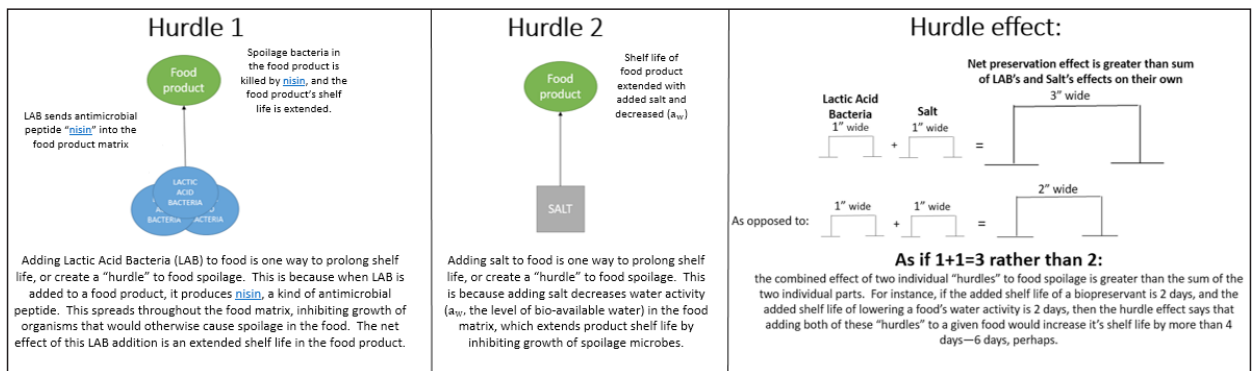 Hurdle 1
Food
product
Spoilage bacteria in
the food product is
killed by nisin, and the
food product's shelf
life is extended.
LAB sends antimicrobial
peptide "nisin" into the
food product matrix
LACTIC
ACID
BACTERIA
BACTERIA
BACTERIA
Adding Lactic Acid Bacteria (LAB) to food is one way to prolong shelf
life, or create a "hurdle" to food spoilage. This is because when LAB is
added to a food product, it produces nisin, a kind of antimicrobial
peptide. This spreads throughout the food matrix, inhibiting growth of
organisms that would otherwise cause spoilage in the food. The net
effect of this LAB addition is an extended shelf life in the food product.
Hurdle 2
Food
product
Shelf life of
food product
extended with
added salt and
decreased (aw)
SALT
Adding salt to food is one way to prolong shelf
life, or create a "hurdle" to food spoilage. This
is because adding salt decreases water activity
(aw, the level of bio-available water) in the food
matrix, which extends product shelf life by
inhibiting growth of spoilage microbes.
Hurdle effect:
Net preservation effect is greater than sum
of LAB's and Salt's effects on their own
Lactic Acid
Bacteria
1" wide
+
Salt
1" wide
=
3" wide
As opposed to:
1" wide
+
1" wide
=
2" wide
As if 1+1=3 rather than 2:
the combined effect of two individual "hurdles" to food spoilage is greater than the sum of the
two individual parts. For instance, if the added shelf life of a biopreservant is 2 days, and the
added shelf life of lowering a food's water activity is 2 days, then the hurdle effect says that
adding both of these "hurdles" to a given food would increase it's shelf life by more than 4
days—6 days, perhaps.